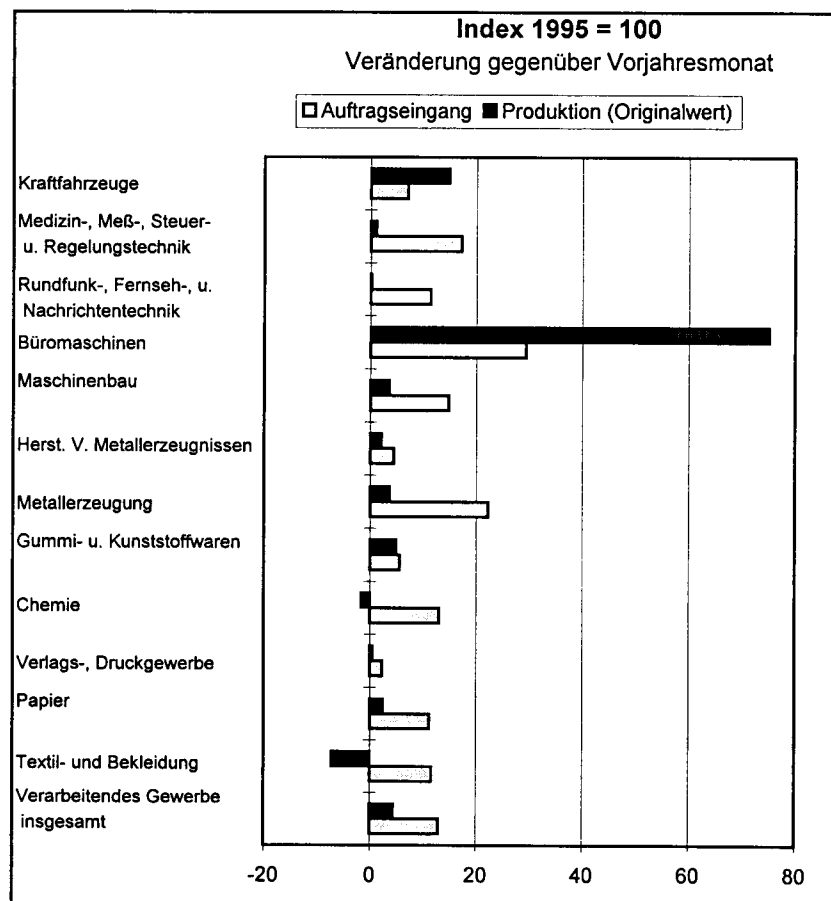 Index 1995 = 100
Veränderung gegenüber Vorjahresmonat
Auftragseingang Produktion (Originalwert)
Kraftfahrzeuge
Medizin-, Meß-, Steuer-
u. Regelungstechnik
Rundfunk-, Fernseh-, u.
Nachrichtentechnik
Büromaschinen
Maschinenbau
Herst. V. Metallerzeugnissen
Metallerzeugung
Gummi- u. Kunststoffwaren
Chemie
Verlags-, Druckgewerbe
Papier
Textil- und Bekleidung
Verarbeitendes Gewerbe
insgesamt
-20 0 20 40 60 80